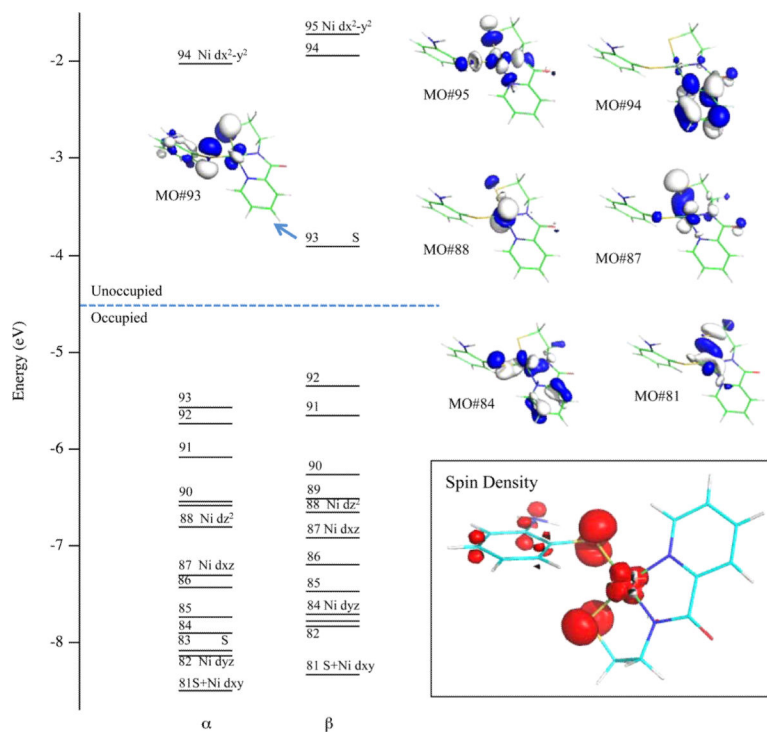 95 Ni dx²-y²
94 Ni dx²-y²
94
-2
MO#95
MO#94
-3
MO#93
MO#88
MO#87
93 S
-4
Unoccupied
Occupied
Energy (eV)
-5
MO#84
MO#81
92
93
91
92
-6
91
90
90
89
88 Ni dz²
88 Ni dz²
87 Ni dxz
-7
87 Ni dxz
86
86
85
85
84 Ni dyz
84
82
83 S
-8
82 Ni dyz
81 S+Ni dxy
81S+Ni dxy
α
β
Spin Density